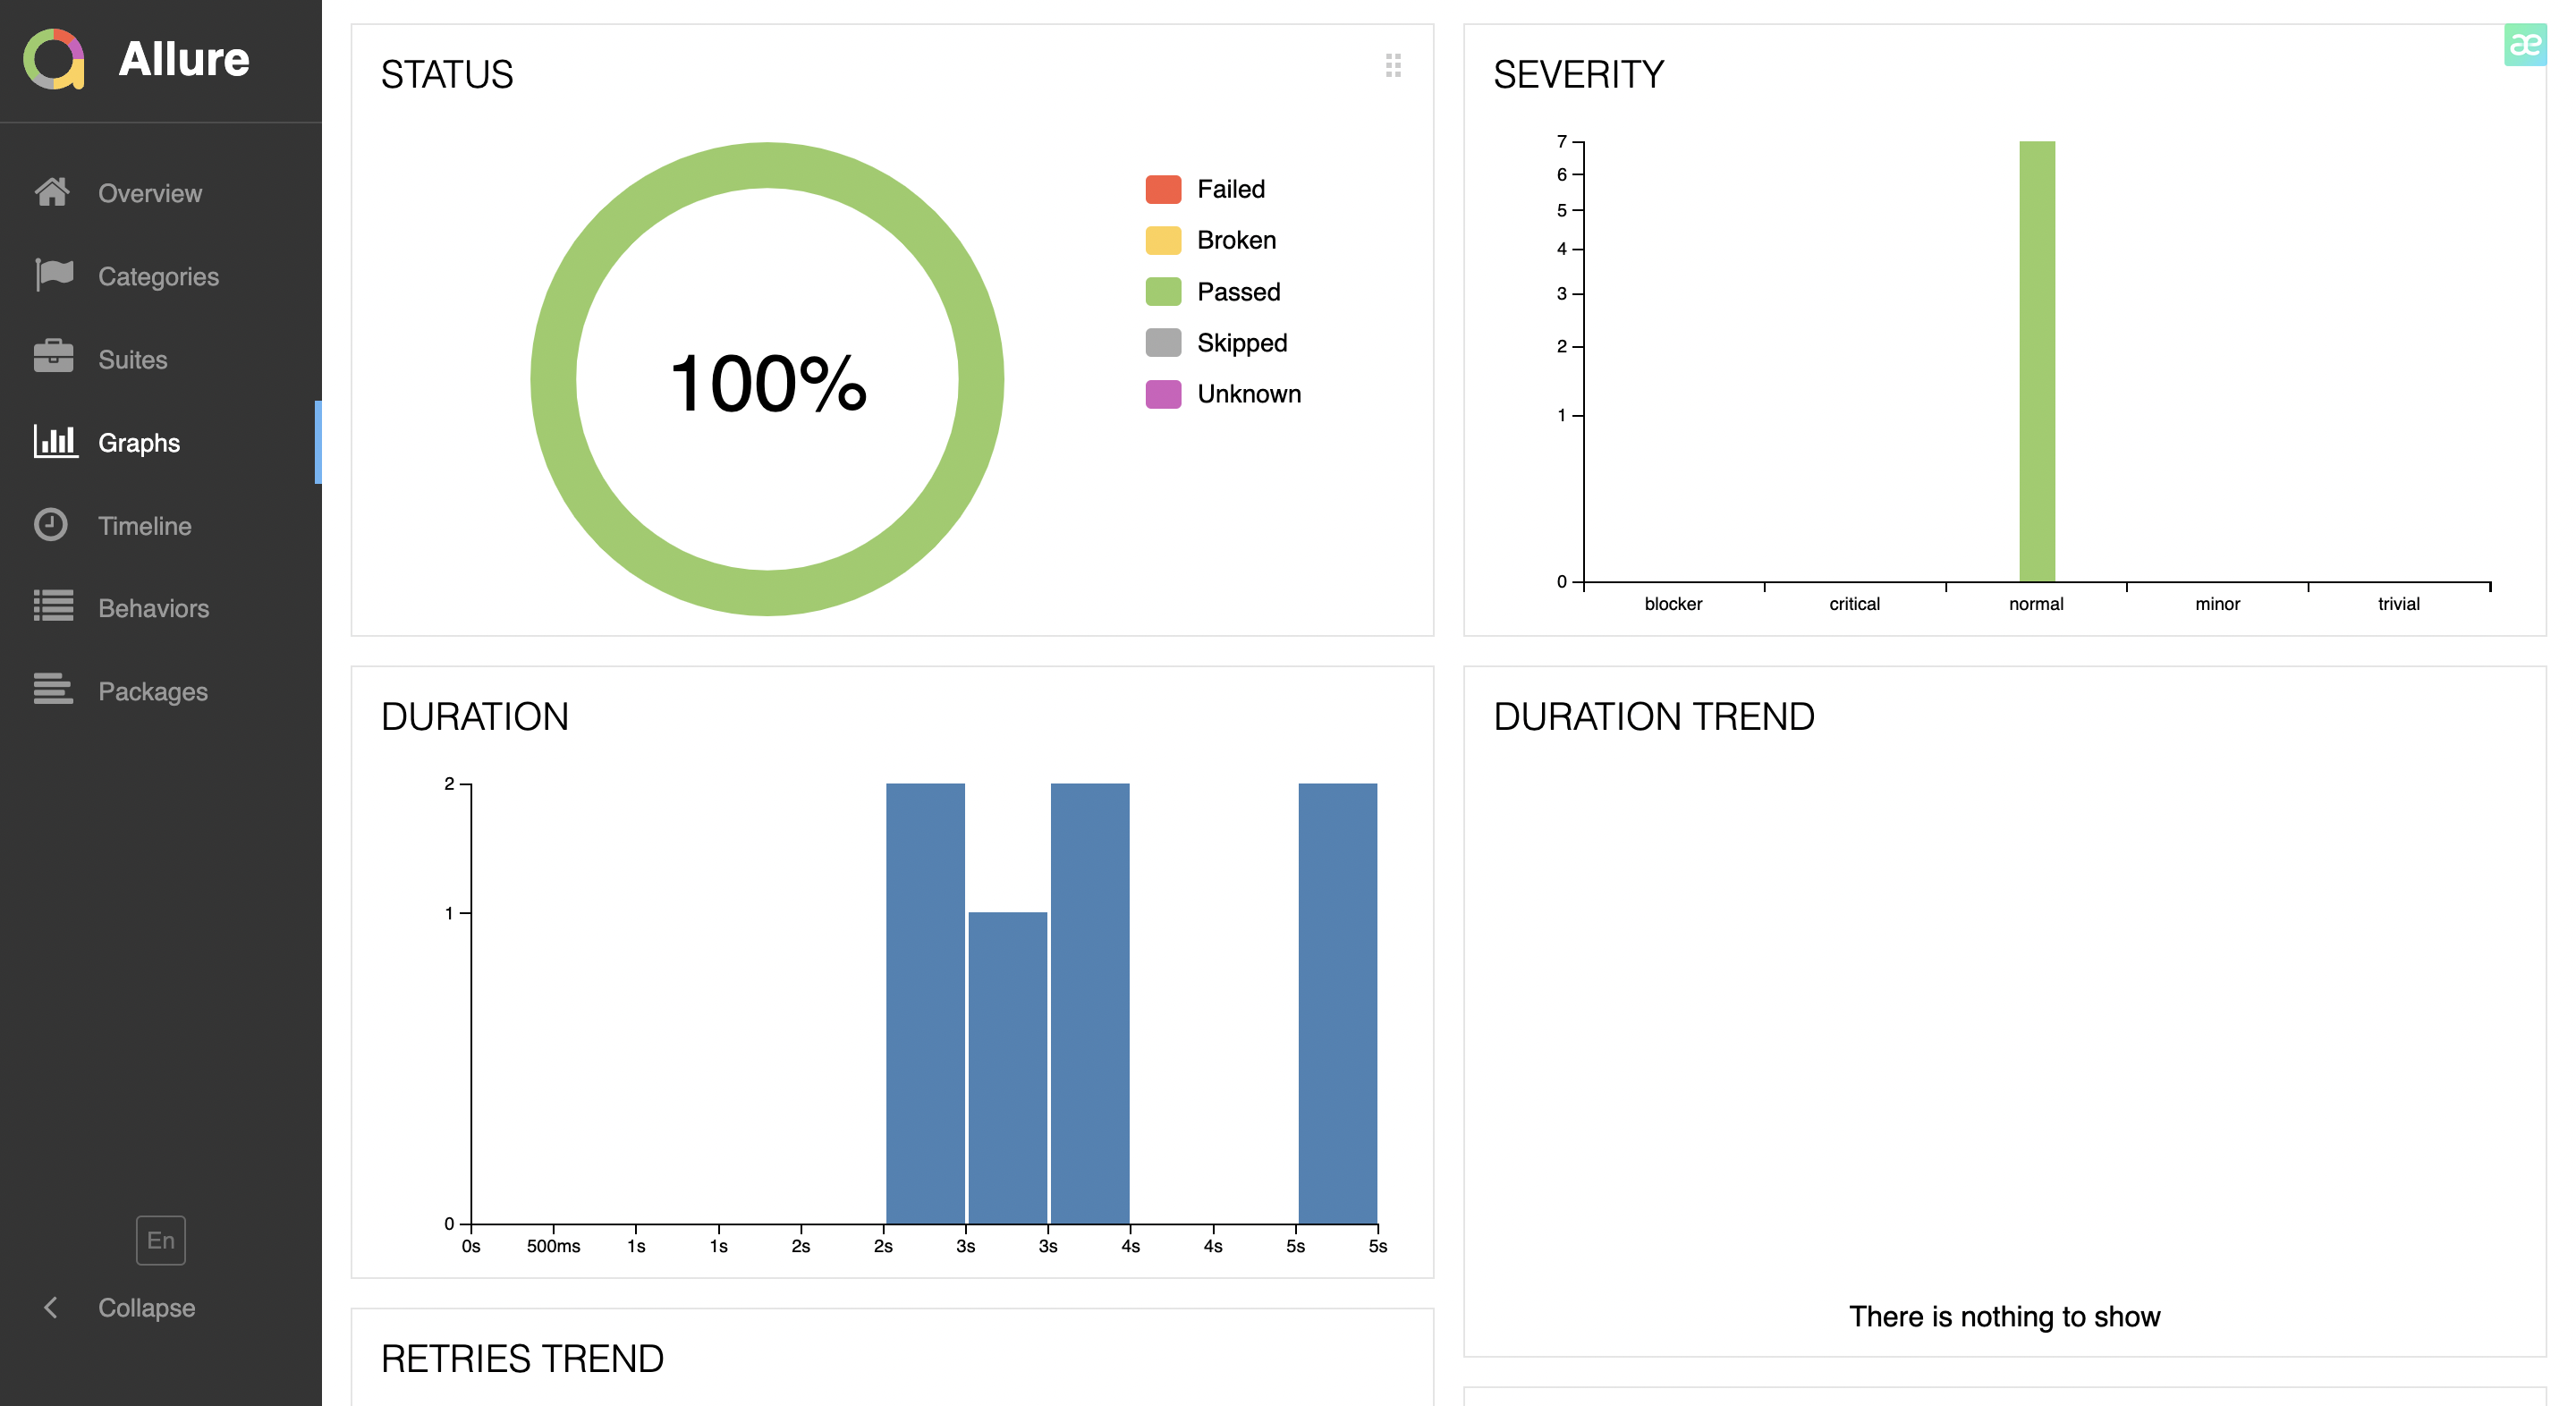 Allure
Overview
Categories
Suites
Graphs
Timeline
Behaviors
Packages
En
Collapse
STATUS
100%
Failed
Broken
Passed
Skipped
Unknown
SEVERITY
7
6
5
4
3
2
1
0
blocker critical normal minor trivial
æ
DURATION
2
1
0
0s 500ms 1s 1s 2s 2s 3s 3s 4s 4s 5s 5s
DURATION TREND
There is nothing to show
RETRIES TREND